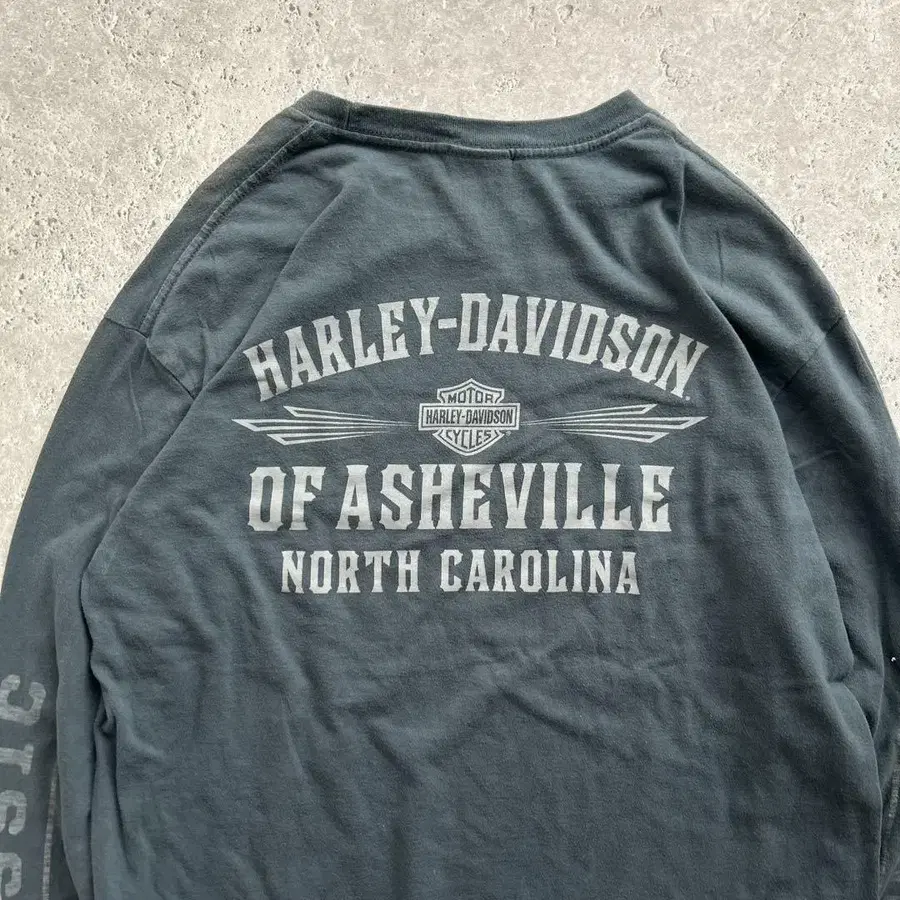 HARLEY-DAVIDSON
MOTOR
HARLEY-DAVIDSON
CYCLES
OF ASHEVILLE
NORTH CAROLINA